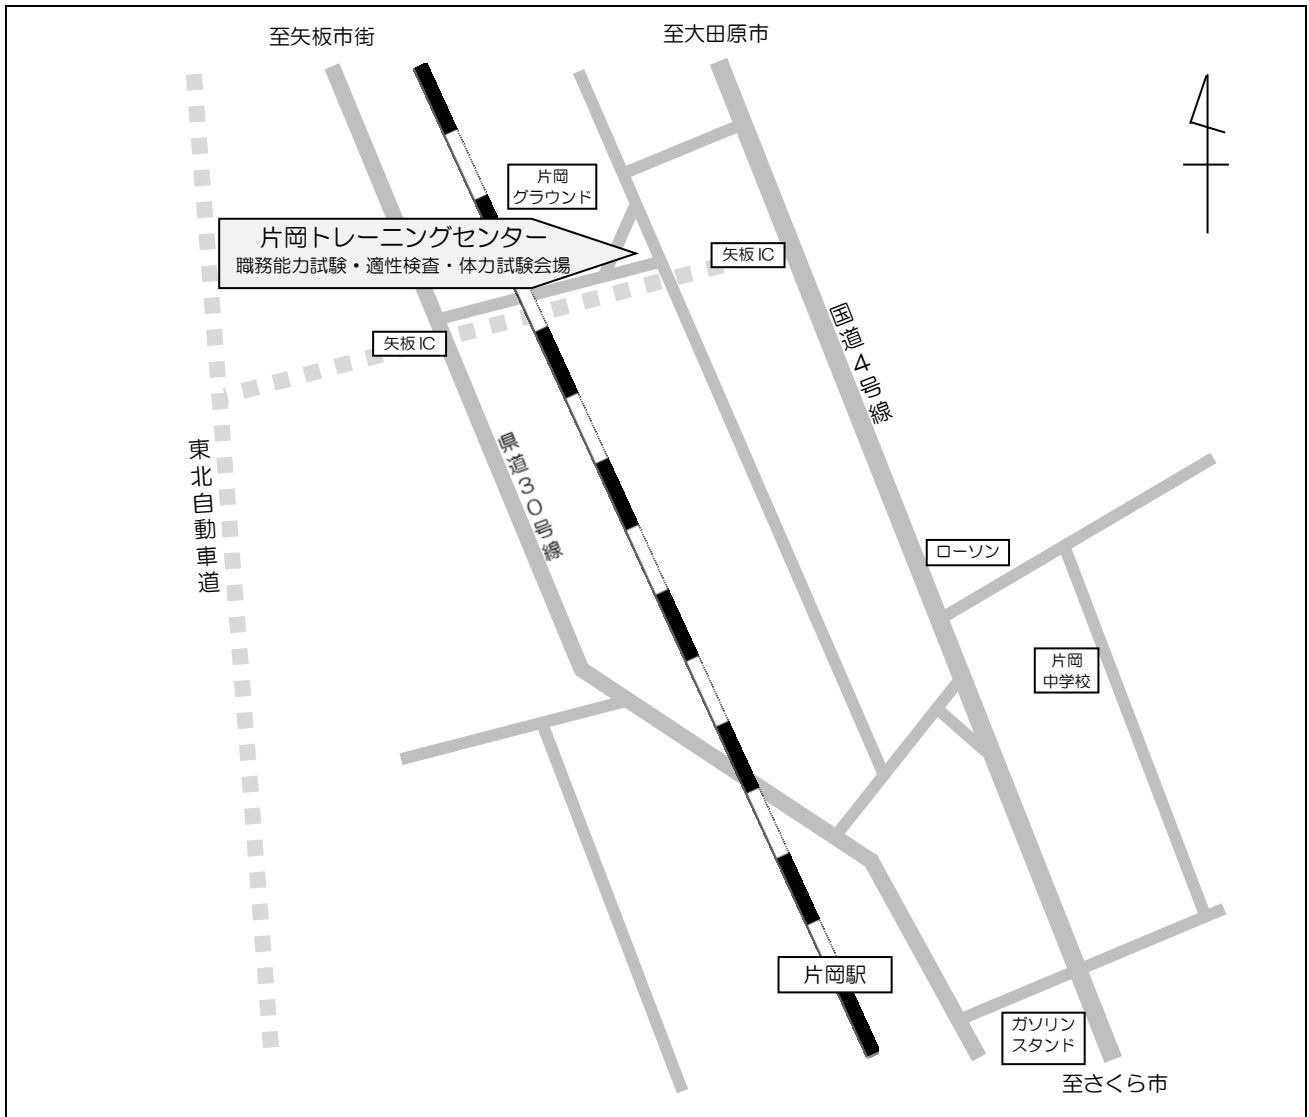 至矢板市街
至大田原市
片岡
グラウンド
片岡トレーニングセンター
職務能力試験・適性検査・体力試験会場
矢板IC
矢板IC
国道4号線
県道30号線
東北自動車道
ローソン
片岡
中学校
片岡駅
ガソリン
スタンド
至さくら市